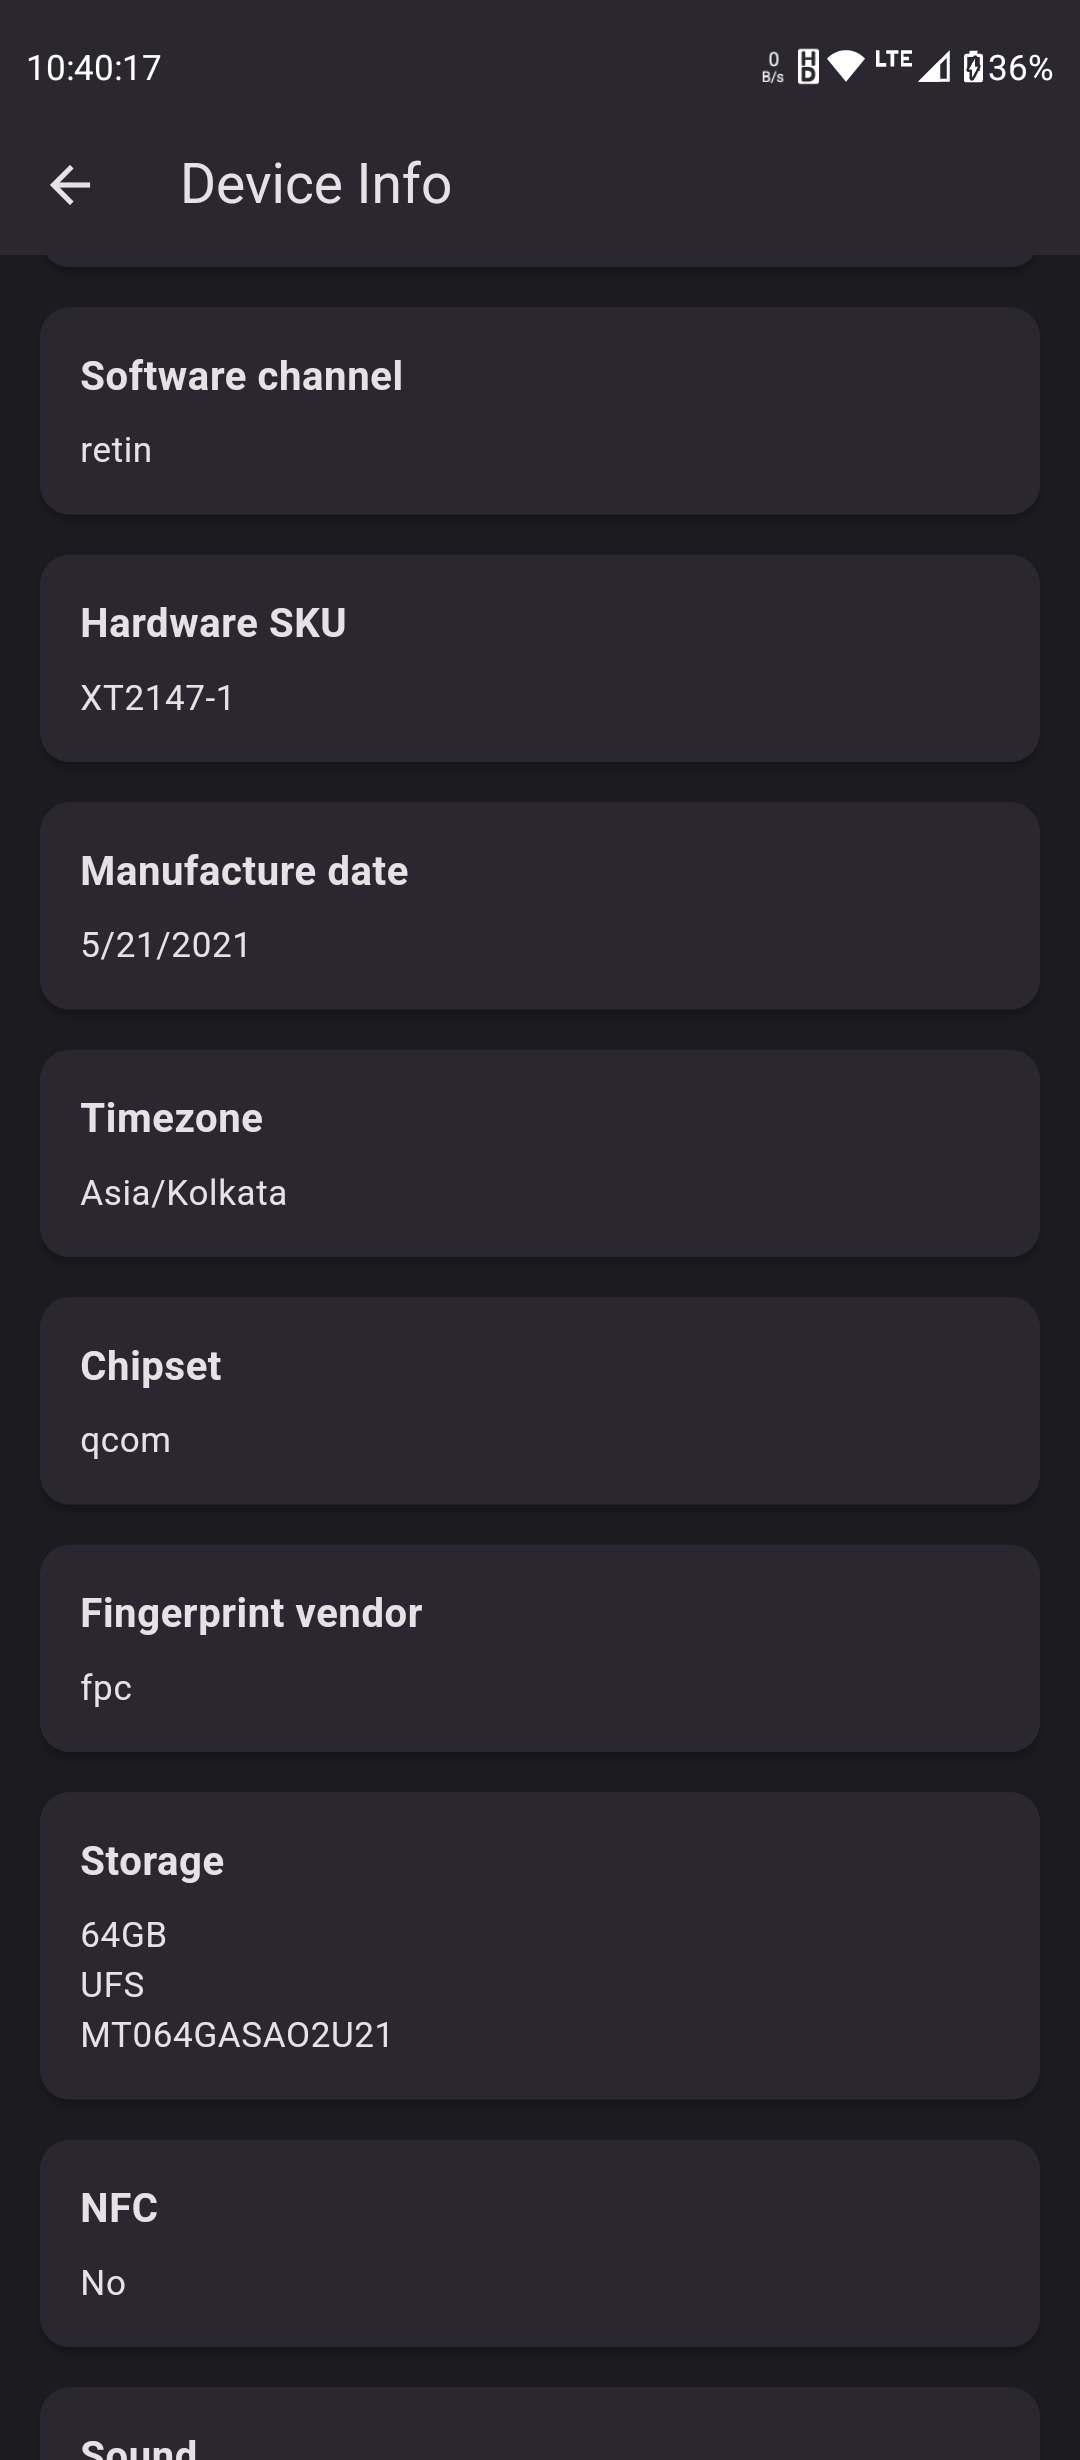 10:40:17
0
B/s
HD
LTE
36%
Device Info
Software channel
retin
Hardware SKU
XT2147-1
Manufacture date
5/21/2021
Timezone
Asia/Kolkata
Chipset
qcom
Fingerprint vendor
fpc
Storage
64GB
UFS
MT064GASAO2U21
NFC
No
Sound